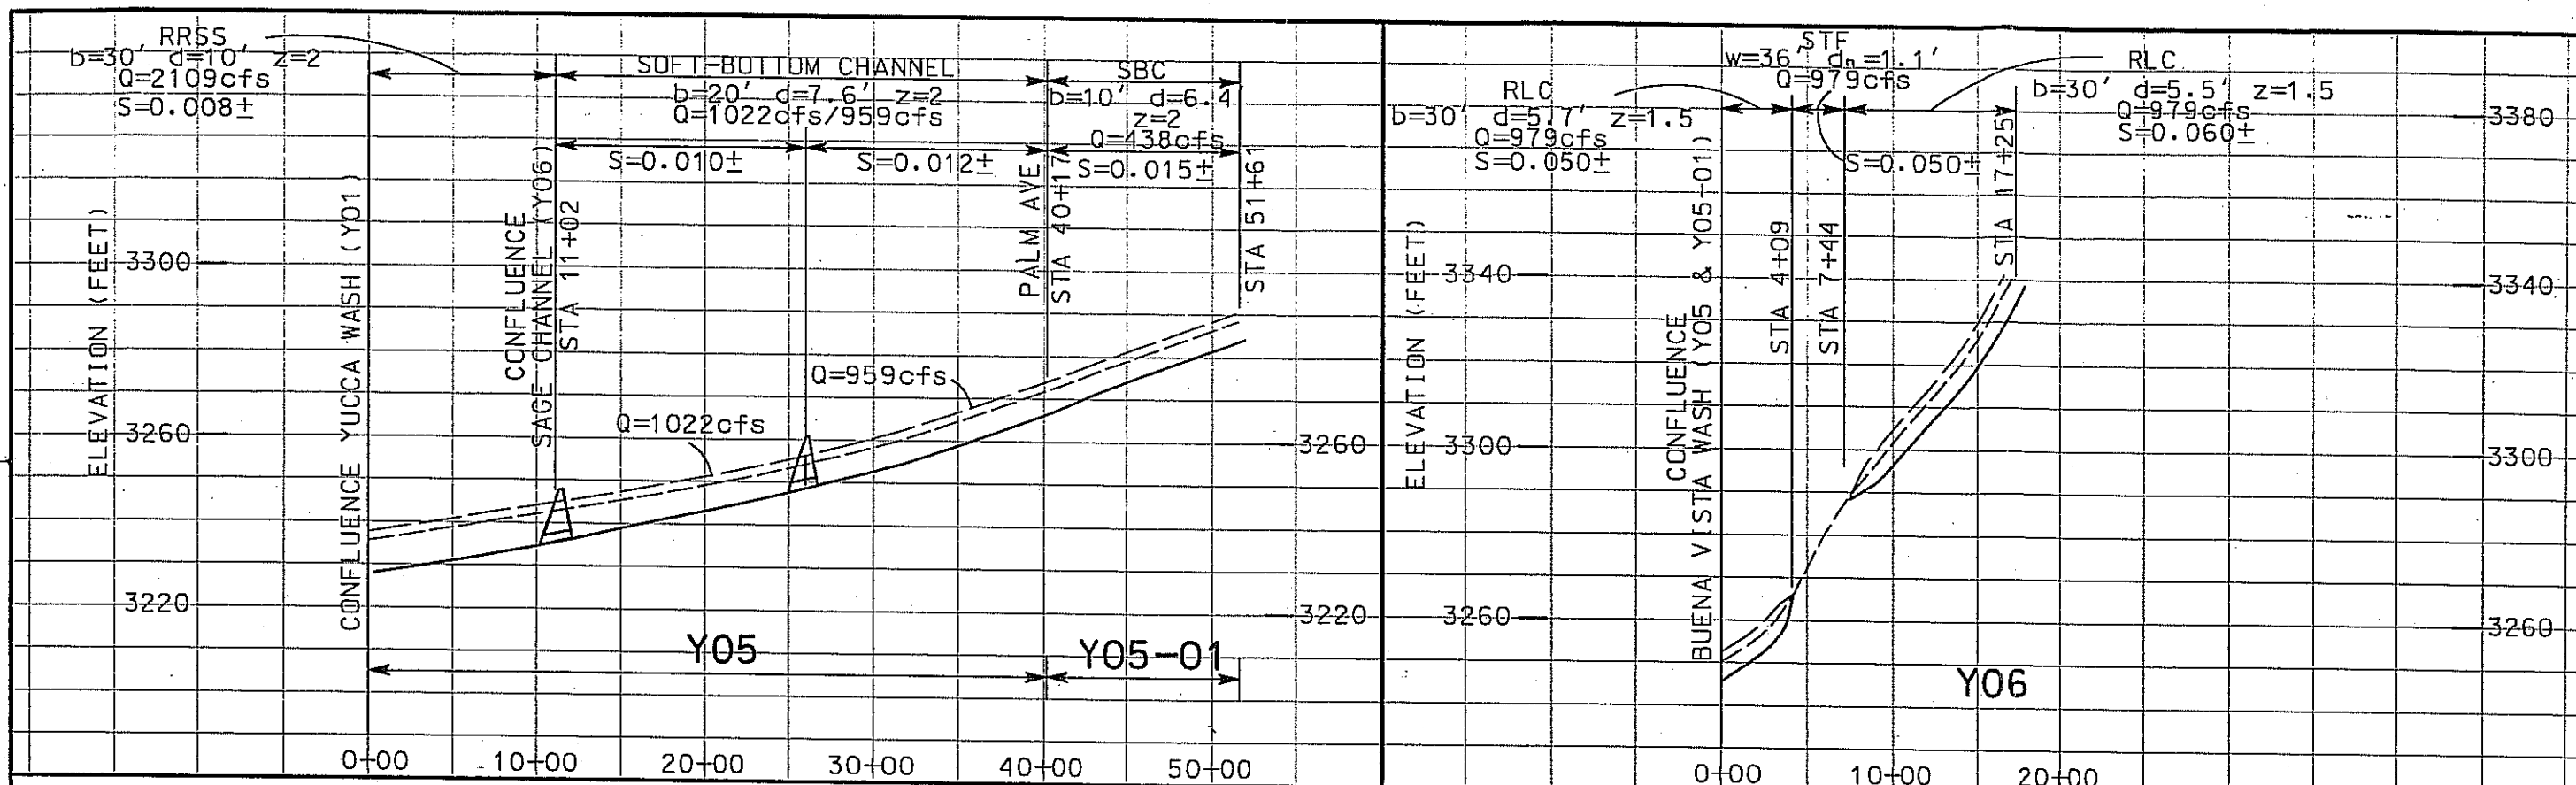 RRSS
b=30' d=10' z=2
Q=2109cfs
S=0.008±
SOFT-BOTTOM CHANNEL
b=20' d=7.6' z=2
Q=1022cfs/959cfs
S=0.010±
S=0.012±
SBC
b=10' d=6.4
z=2
Q=438cfs
S=0.015±
ELEVATION (FEET)
3300
3260
3220
CONFLUENCE YUCCA WASH (Y01)
CONFLUENCE
SAGE CHANNEL (Y06)
STA 11+02
PALM AVE
STA 40+17
STA 51+61
Q=1022cfs
Q=959cfs
3260
3220
Y05
Y05-01
0+00
10+00
20+00
30+00
40+00
50+00
RLC
b=30' d=5.7' z=1.5
Q=979cfs
S=0.050±
STF
w=36' dn=1.1'
Q=979cfs
S=0.050±
RLC
b=30' d=5.5' z=1.5
Q=979cfs
S=0.060±
ELEVATION (FEET)
3340
3300
3260
CONFLUENCE
BUENA VISTA WASH (Y05 & Y05-01)
STA 4+09
STA 7+44
STA 17+25
3380
3340
3300
3260
Y06
0+00
10+00
20+00